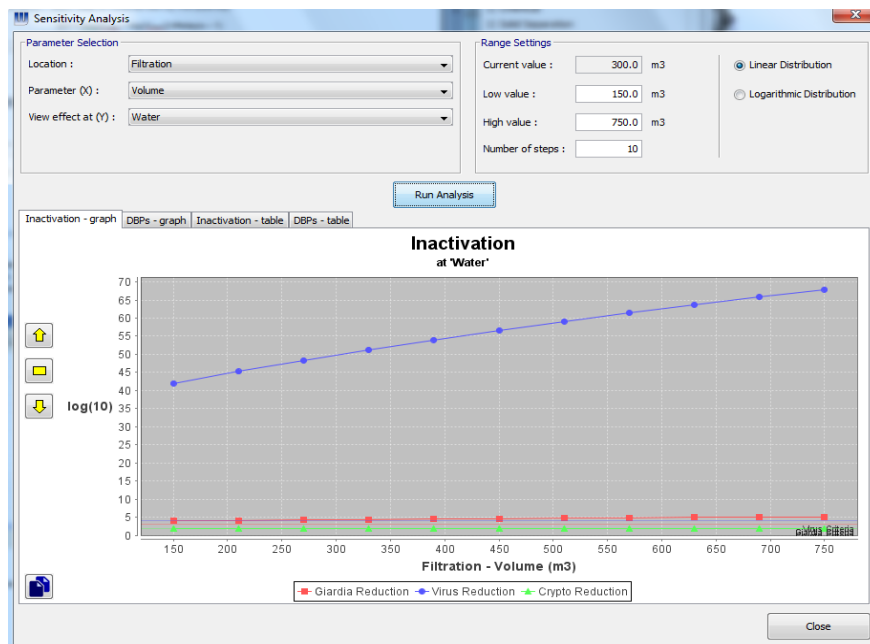 Sensitivity Analysis
Parameter Selection
Location :
Filtration
Parameter (X) :
Volume
View effect at (Y) :
Water
Range Settings
Current value :
300.0
m3
Low value :
150.0
m3
High value :
750.0
m3
Number of steps :
10
Linear Distribution
Logarithmic Distribution
Run Analysis
Inactivation - graph
DBPs - graph
Inactivation - table
DBPs - table
Inactivation
at 'Water'
log(10)
70
65
60
55
50
45
40
35
30
25
20
15
10
5
0
Virus Criteria
Giardia Criteria
150 200 250 300 350 400 450 500 550 600 650 700 750
Filtration - Volume (m3)
Giardia Reduction Virus Reduction Crypto Reduction
Close